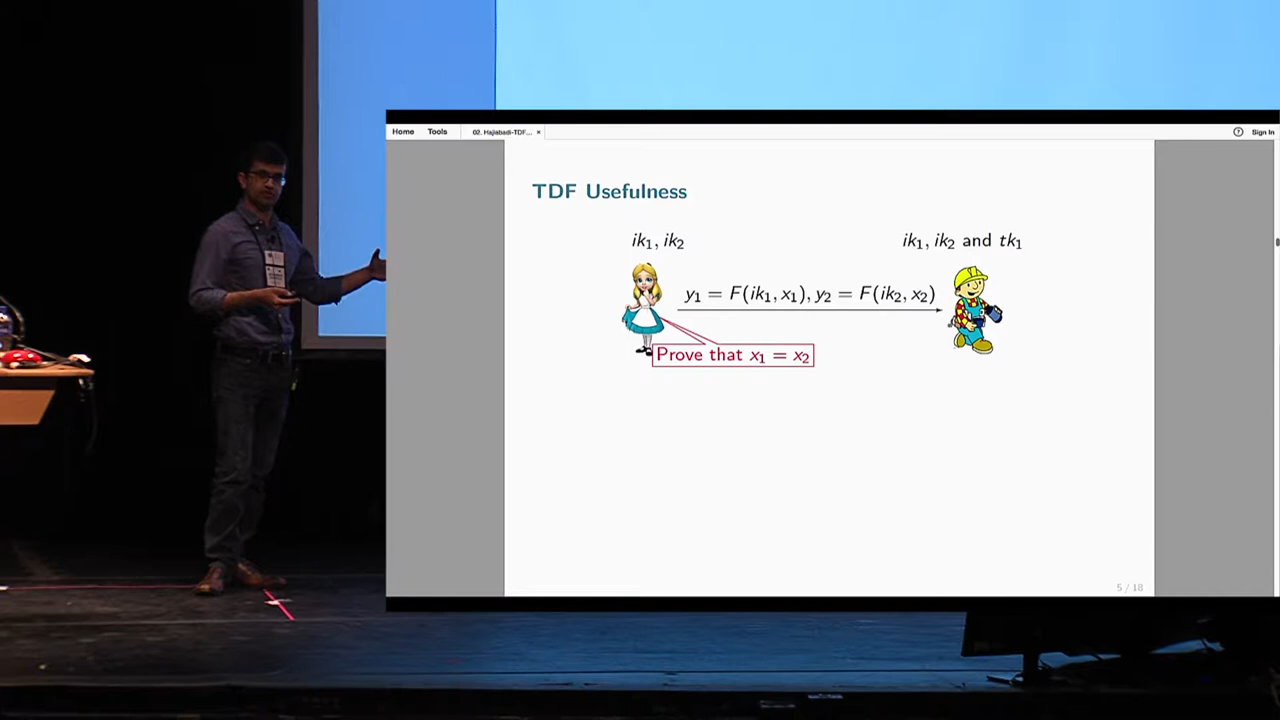 Home Tools 02. Hajiabadi-TDF... × Sign In
TDF Usefulness
ik₁, ik₂
ik₁, ik₂ and tk₁
y₁ = F(ik₁, x₁), y₂ = F(ik₂, x₂)
Prove that x₁ = x₂
5 / 18